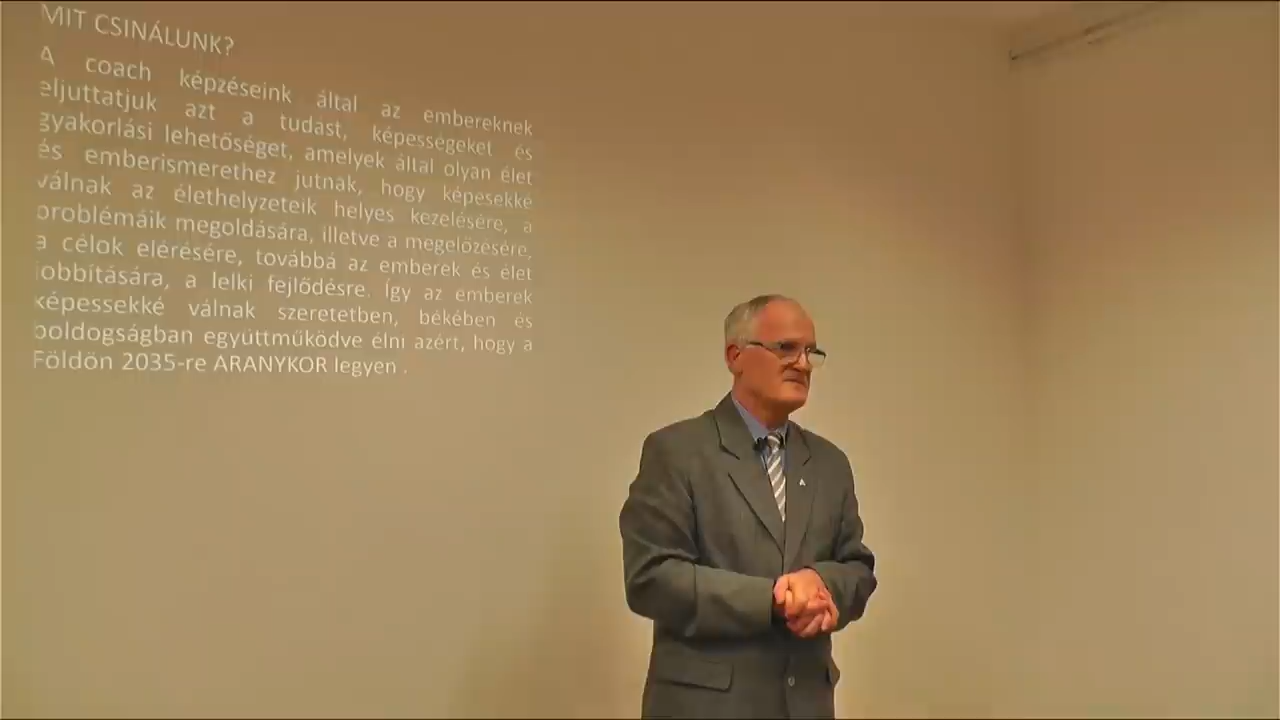 MIT CSINÁLUNK?
A coach képzéseink által az embereknek
eljuttatjuk azt a tudást, képességeket és
gyakorlási lehetőséget, amelyek által olyan élet
és emberismerethez jutnak, hogy képesekké
válnak az élethelyzeteik helyes kezelésére, a
problémáik megoldására, illetve a megelőzésére,
a célok elérésére, továbbá az emberek és élet
jobbítására, a lelki fejlődésre. Így az emberek
képessekké válnak szeretetben, békében és
boldogságban együttműködve élni azért, hogy a
Földön 2035-re ARANYKOR legyen .